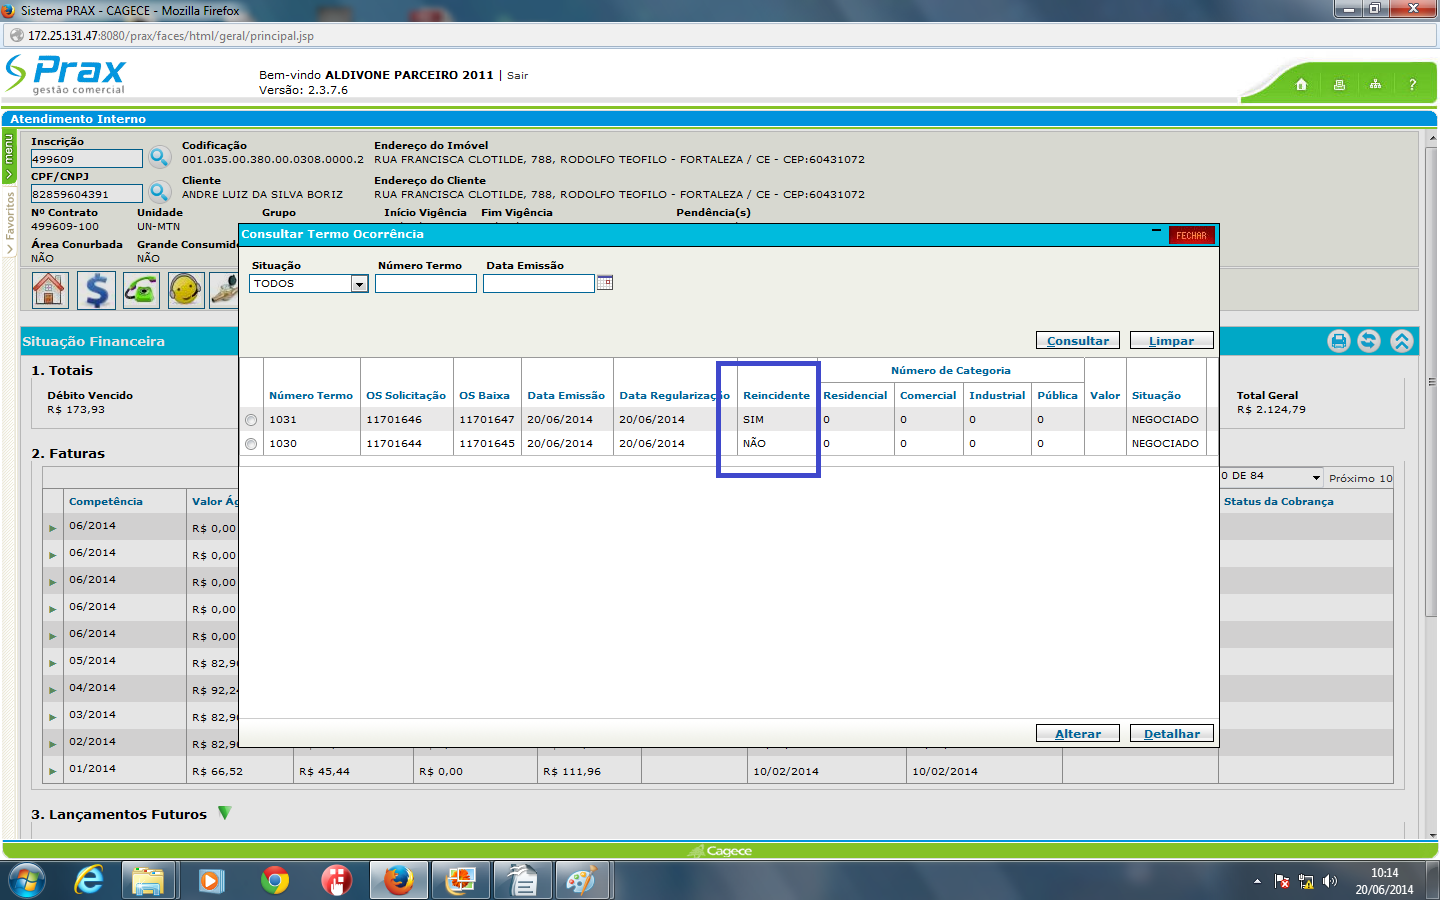 Sistema PRAX - CAGECE - Mozilla Firefox
172.25.131.47:8080/prax/faces/html/geral/principal.jsp
Prax
gestão comercial
Bem-vindo ALDIVONE PARCEIRO 2011 | Sair
Versão: 2.3.7.6
?
Atendimento Interno
menu
Favoritos
Inscrição
499609
Codificação
001.035.00.380.00.0308.0000.2
Endereço do Imóvel
RUA FRANCISCA CLOTILDE, 788, RODOLFO TEOFILO - FORTALEZA / CE - CEP:60431072
CPF/CNPJ
82859604391
Cliente
ANDRE LUIZ DA SILVA BORIZ
Endereço do Cliente
RUA FRANCISCA CLOTILDE, 788, RODOLFO TEOFILO - FORTALEZA / CE - CEP:60431072
Nº Contrato Unidade Grupo Início Vigência Fim Vigência Pendência(s)
499609-100 UN-MTN
Área Conurbada Grande Consumid
NÃO NÃO
Consultar Termo Ocorrência
FECHAR
Situação Número Termo Data Emissão
TODOS
Consultar Limpar
Número de Categoria
Número Termo OS Solicitação OS Baixa Data Emissão Data Regularização Reincidente Residencial Comercial Industrial Pública Valor Situação
1031 11701646 11701647 20/06/2014 20/06/2014 SIM 0 0 0 0 NEGOCIADO
1030 11701644 11701645 20/06/2014 20/06/2014 NÃO 0 0 0 0 NEGOCIADO
Alterar Detalhar
Situação Financeira
1. Totais
Débito Vencido Total Geral
R$ 173,93 R$ 2.124,79
2. Faturas
0 DE 84 Próximo 10
Competência Valor Ág Status da Cobrança
06/2014 R$ 0,00
06/2014 R$ 0,00
06/2014 R$ 0,00
06/2014 R$ 0,00
06/2014 R$ 0,00
05/2014 R$ 82,90
04/2014 R$ 92,24
03/2014 R$ 82,90
02/2014 R$ 82,90
01/2014 R$ 66,52 R$ 45,44 R$ 0,00 R$ 111,96 10/02/2014 10/02/2014
3. Lançamentos Futuros
Cagece
10:14
20/06/2014